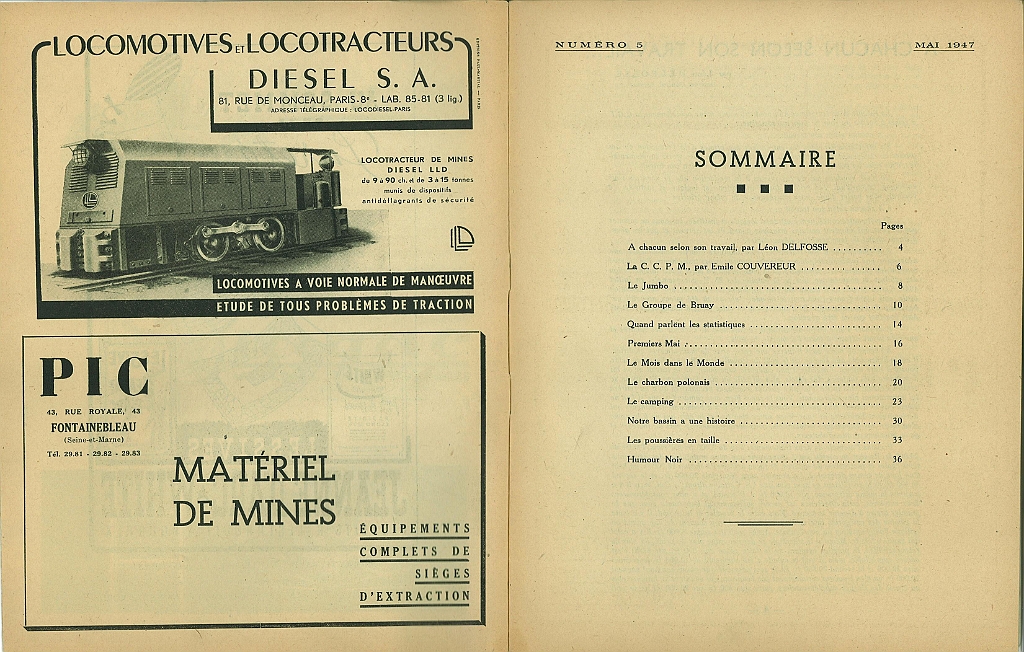 LOCOMOTIVES ET LOCOTRACTEURS
DIESEL S. A.
81, RUE DE MONCEAU, PARIS-8e - LAB. 85-81 (3 lig.)
ADRESSE TÉLÉGRAPHIQUE : LOCODIESEL-PARIS
LOCOTRACTEUR DE MINES
DIESEL LLD
de 9 à 90 ch. et de 3 à 15 tonnes
munis de dispositifs
antidéflagrants de sécurité
LLD
LOCOMOTIVES A VOIE NORMALE DE MANŒUVRE
ETUDE DE TOUS PROBLÈMES DE TRACTION
PIC
43, RUE ROYALE, 43
FONTAINEBLEAU
(Seine-et-Marne)
Tél. 29.81 - 29.82 - 29.83
MATÉRIEL
DE MINES
ÉQUIPEMENTS
COMPLETS DE
SIÈGES
D'EXTRACTION
NUMÉRO 5 MAI 1947
SOMMAIRE
Pages
A chacun selon son travail, par Léon DELFOSSE .......... 4
La C. C. P. M., par Emile COUVEREUR .......... ...... 6
Le Jumbo .......... 8
Le Groupe de Bruay .......... 10
Quand parlent les statistiques .......... 14
Premiers Mai .......... 16
Le Mois dans le Monde .......... 18
Le charbon polonais .......... 20
Le camping .......... 23
Notre bassin a une histoire .......... 30
Les poussières en taille .......... 33
Humour Noir .......... 36